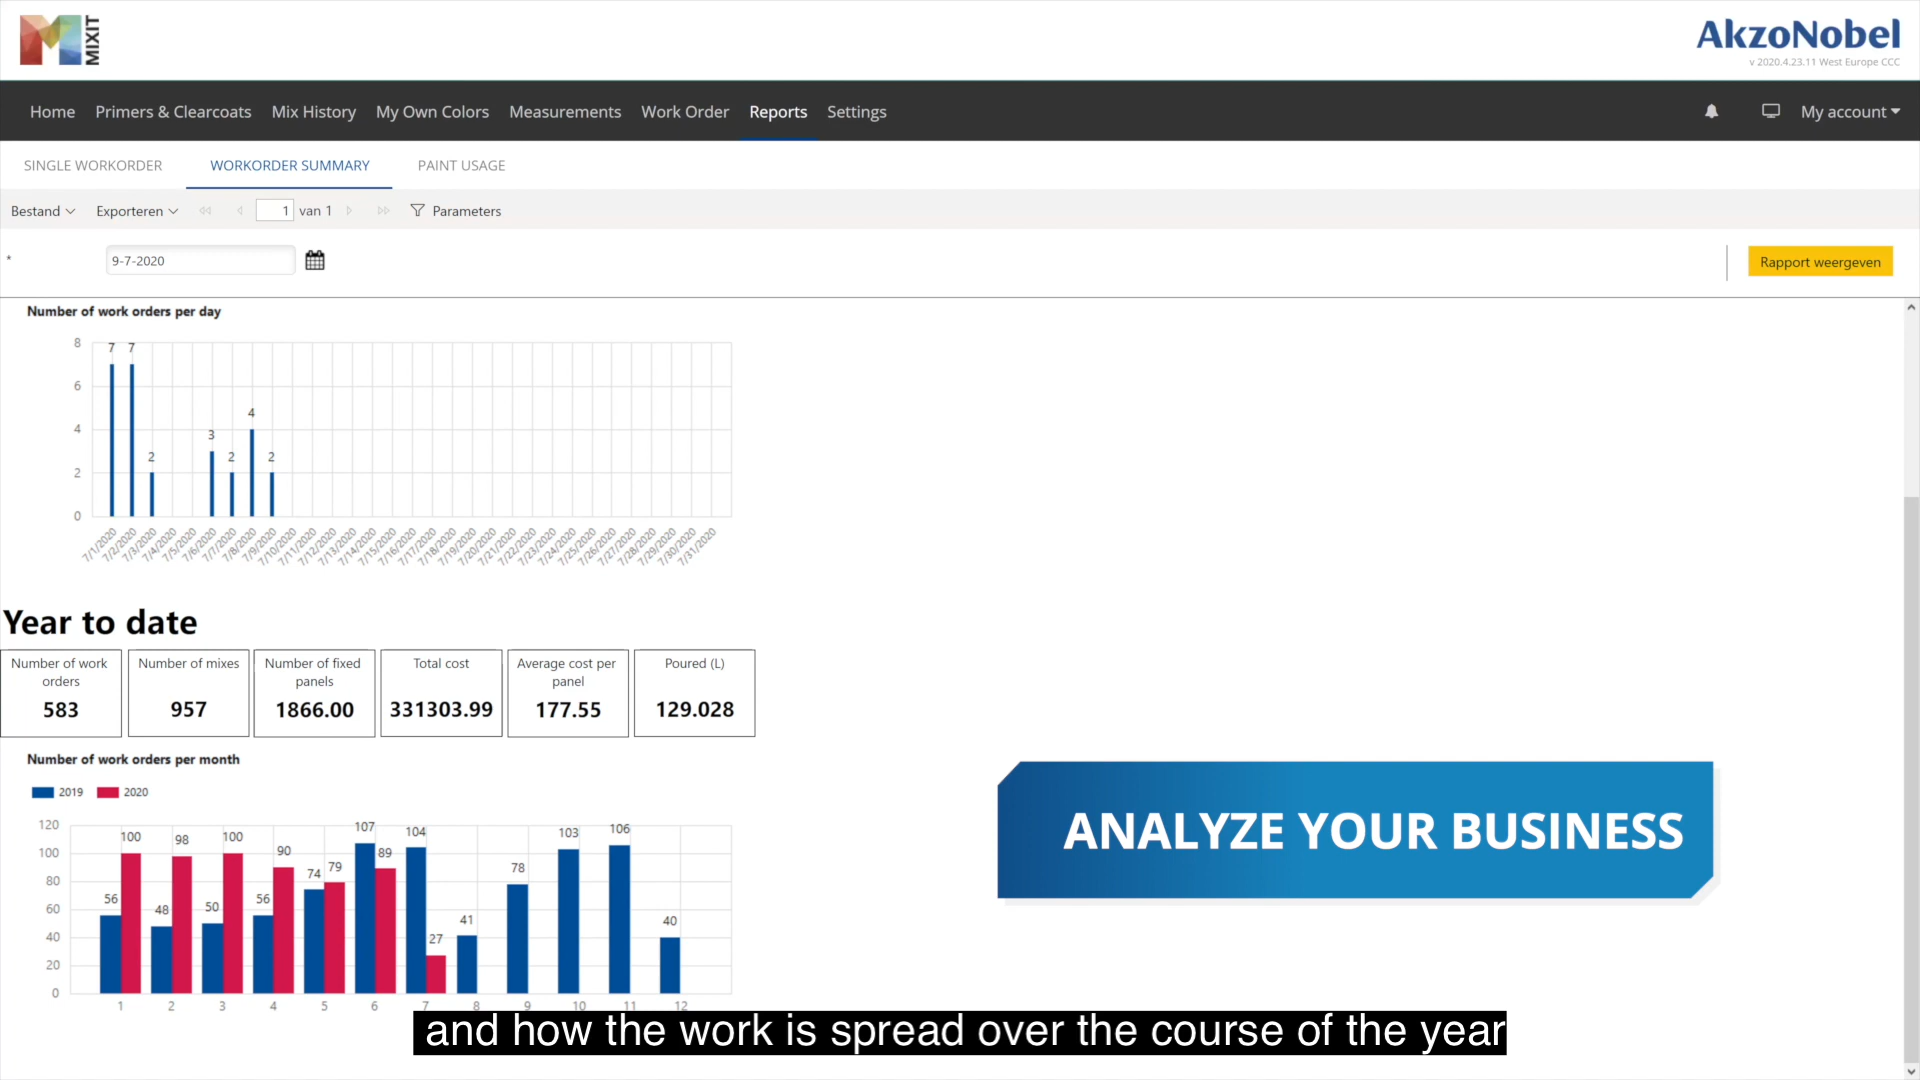 MIXIT
AkzoNobel
v 2020.4.23.11 West Europe CCC
Home Primers & Clearcoats Mix History My Own Colors Measurements Work Order Reports Settings My account
SINGLE WORKORDER WORKORDER SUMMARY PAINT USAGE
Bestand Exporteren 1 van 1 Parameters
* 9-7-2020 Rapport weergeven
Number of work orders per day
8
6
4
2
0
7 7 2 3 2 4 2
7/1/2020 7/2/2020 7/3/2020 7/4/2020 7/5/2020 7/6/2020 7/7/2020 7/8/2020 7/9/2020 7/10/2020 7/11/2020 7/12/2020 7/13/2020 7/14/2020 7/15/2020 7/16/2020 7/17/2020 7/18/2020 7/19/2020 7/20/2020 7/21/2020 7/22/2020 7/23/2020 7/24/2020 7/25/2020 7/26/2020 7/27/2020 7/28/2020 7/29/2020 7/30/2020 7/31/2020
Year to date
Number of work orders
583
Number of mixes
957
Number of fixed panels
1866.00
Total cost
331303.99
Average cost per panel
177.55
Poured (L)
129.028
Number of work orders per month
2019 2020
120
100
80
60
40
20
0
56 100 48 98 50 100 56 90 74 79 107 89 104 27 41 78 103 106 40
1 2 3 4 5 6 7 8 9 10 11 12
ANALYZE YOUR BUSINESS
and how the work is spread over the course of the year